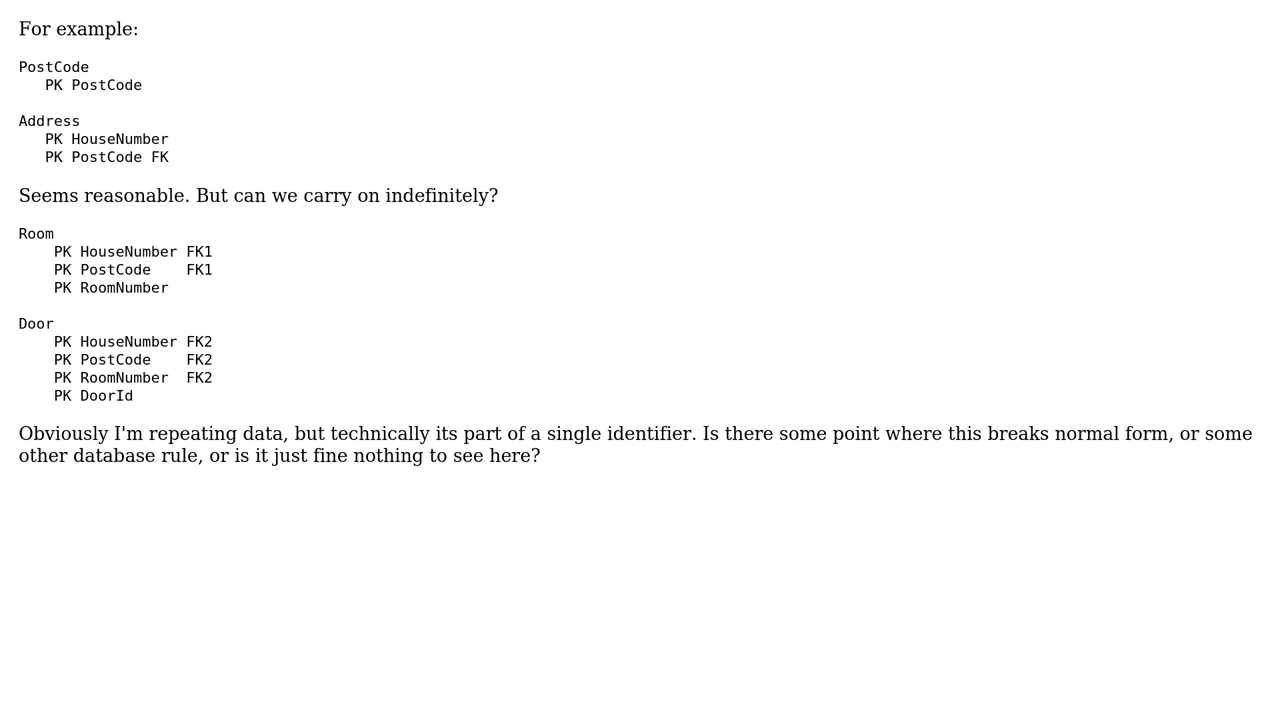 For example:
PostCode
   PK PostCode
Address
   PK HouseNumber
   PK PostCode FK
Seems reasonable. But can we carry on indefinitely?
Room
    PK HouseNumber FK1
    PK PostCode    FK1
    PK RoomNumber
Door
    PK HouseNumber FK2
    PK PostCode    FK2
    PK RoomNumber  FK2
    PK DoorId
Obviously I'm repeating data, but technically its part of a single identifier. Is there some point where this breaks normal form, or some
other database rule, or is it just fine nothing to see here?